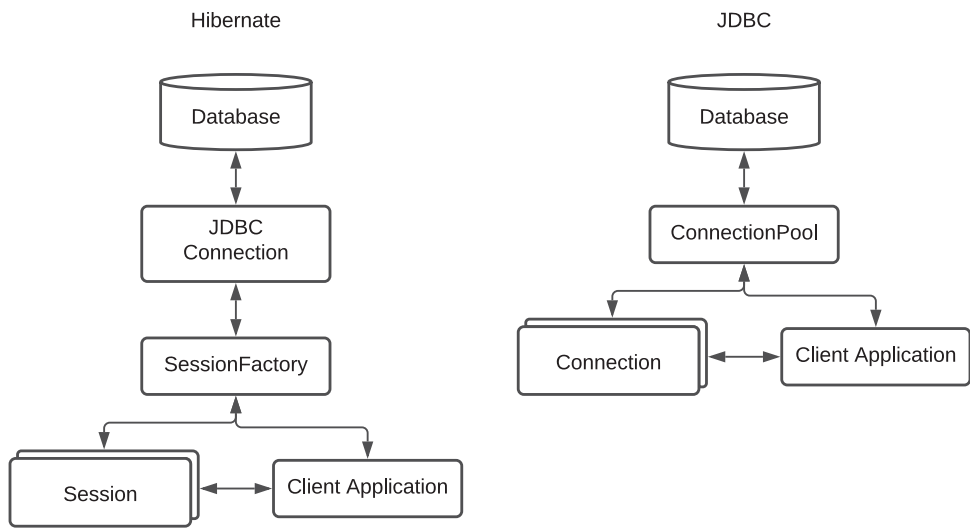 Hibernate
Database
JDBC
Connection
SessionFactory
Session
Client Application
JDBC
Database
ConnectionPool
Connection
Client Application